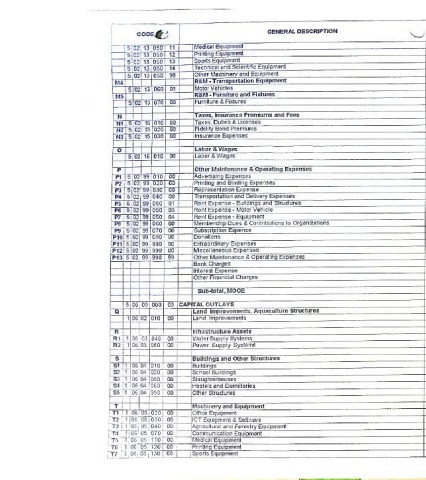 CODE GENERAL DESCRIPTION
5 02 13 050 11 Medical Equipment
5 02 13 050 12 Printing Equipment
5 02 13 050 13 Sports Equipment
5 02 13 050 14 Technical and Scientific Equipment
5 02 13 050 99 Other Machinery and Equipment
M4 R&M - Transportation Equipment
5 02 13 060 01 Motor Vehicles
M5 R&M - Furniture and Fixtures
5 02 13 070 00 Furniture & Fixtures
N Taxes, Insurance Premiums and Fees
N1 5 02 15 010 00 Taxes, Duties & Licenses
N2 5 02 15 020 00 Fidelity Bond Premiums
N3 5 02 15 030 00 Insurance Expenses
O Labor & Wages
5 02 16 010 00 Labor & Wages
P Other Maintenance & Operating Expenses
P1 5 02 99 010 00 Advertising Expenses
P2 5 02 99 020 00 Printing and Binding Expenses
P3 5 02 99 030 00 Representation Expense
P4 5 02 99 040 00 Transportation and Delivery Expenses
P5 5 02 99 050 01 Rent Expense - Buildings and Structures
P6 5 02 99 050 03 Rent Expense - Motor Vehicle
P7 5 02 99 050 04 Rent Expense - Equipment
P8 5 02 99 060 00 Membership Dues & Contributions to Organizations
P9 5 02 99 070 00 Subscription Expense
P10 5 02 99 080 00 Donations
P11 5 02 99 990 00 Extraordinary Expenses
P12 5 02 99 990 00 Miscellaneous Expenses
P13 5 02 99 990 99 Other Maintenance & Operating Expenses
Bank Charges
Interest Expense
Other Financial Charges
Sub-total, MOOE
5 06 00 000 00 CAPITAL OUTLAYS
Q Land Improvements, Aquaculture Structures
1 06 02 010 00 Land Improvements
R Infrastructure Assets
R1 1 06 03 040 00 Water Supply Systems
R2 1 06 03 050 00 Power Supply Systems
S Buildings and Other Structures
S1 1 06 04 010 00 Buildings
S2 1 06 04 020 00 School Buildings
S3 1 06 04 050 00 Slaughterhouses
S4 1 06 04 060 00 Hostels and Dormitories
S5 1 06 04 990 00 Other Structures
T Machinery and Equipment
T1 1 06 05 020 00 Office Equipment
T2 1 06 05 030 00 ICT Equipment & Software
T3 1 06 05 040 00 Agricultural and Forestry Equipment
T4 1 06 05 070 00 Communication Equipment
T5 1 06 05 110 00 Medical Equipment
T6 1 06 05 120 00 Printing Equipment
T7 1 06 05 130 00 Sports Equipment